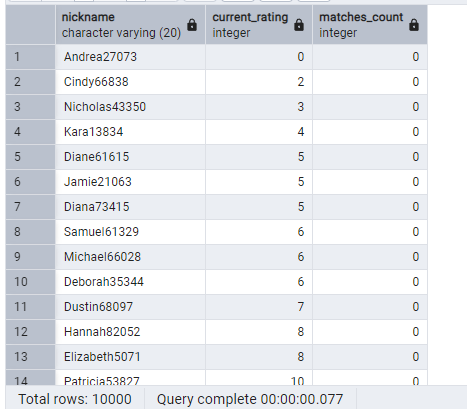 nickname current_rating matches_count
character varying (20) integer integer
1 Andrea27073 0 0
2 Cindy66838 2 0
3 Nicholas43350 3 0
4 Kara13834 4 0
5 Diane61615 5 0
6 Jamie21063 5 0
7 Diana73415 5 0
8 Samuel61329 6 0
9 Michael66028 6 0
10 Deborah35344 6 0
11 Dustin68097 7 0
12 Hannah82052 8 0
13 Elizabeth5071 8 0
14 Patricia53827 10 0
Total rows: 10000 Query complete 00:00:00.077